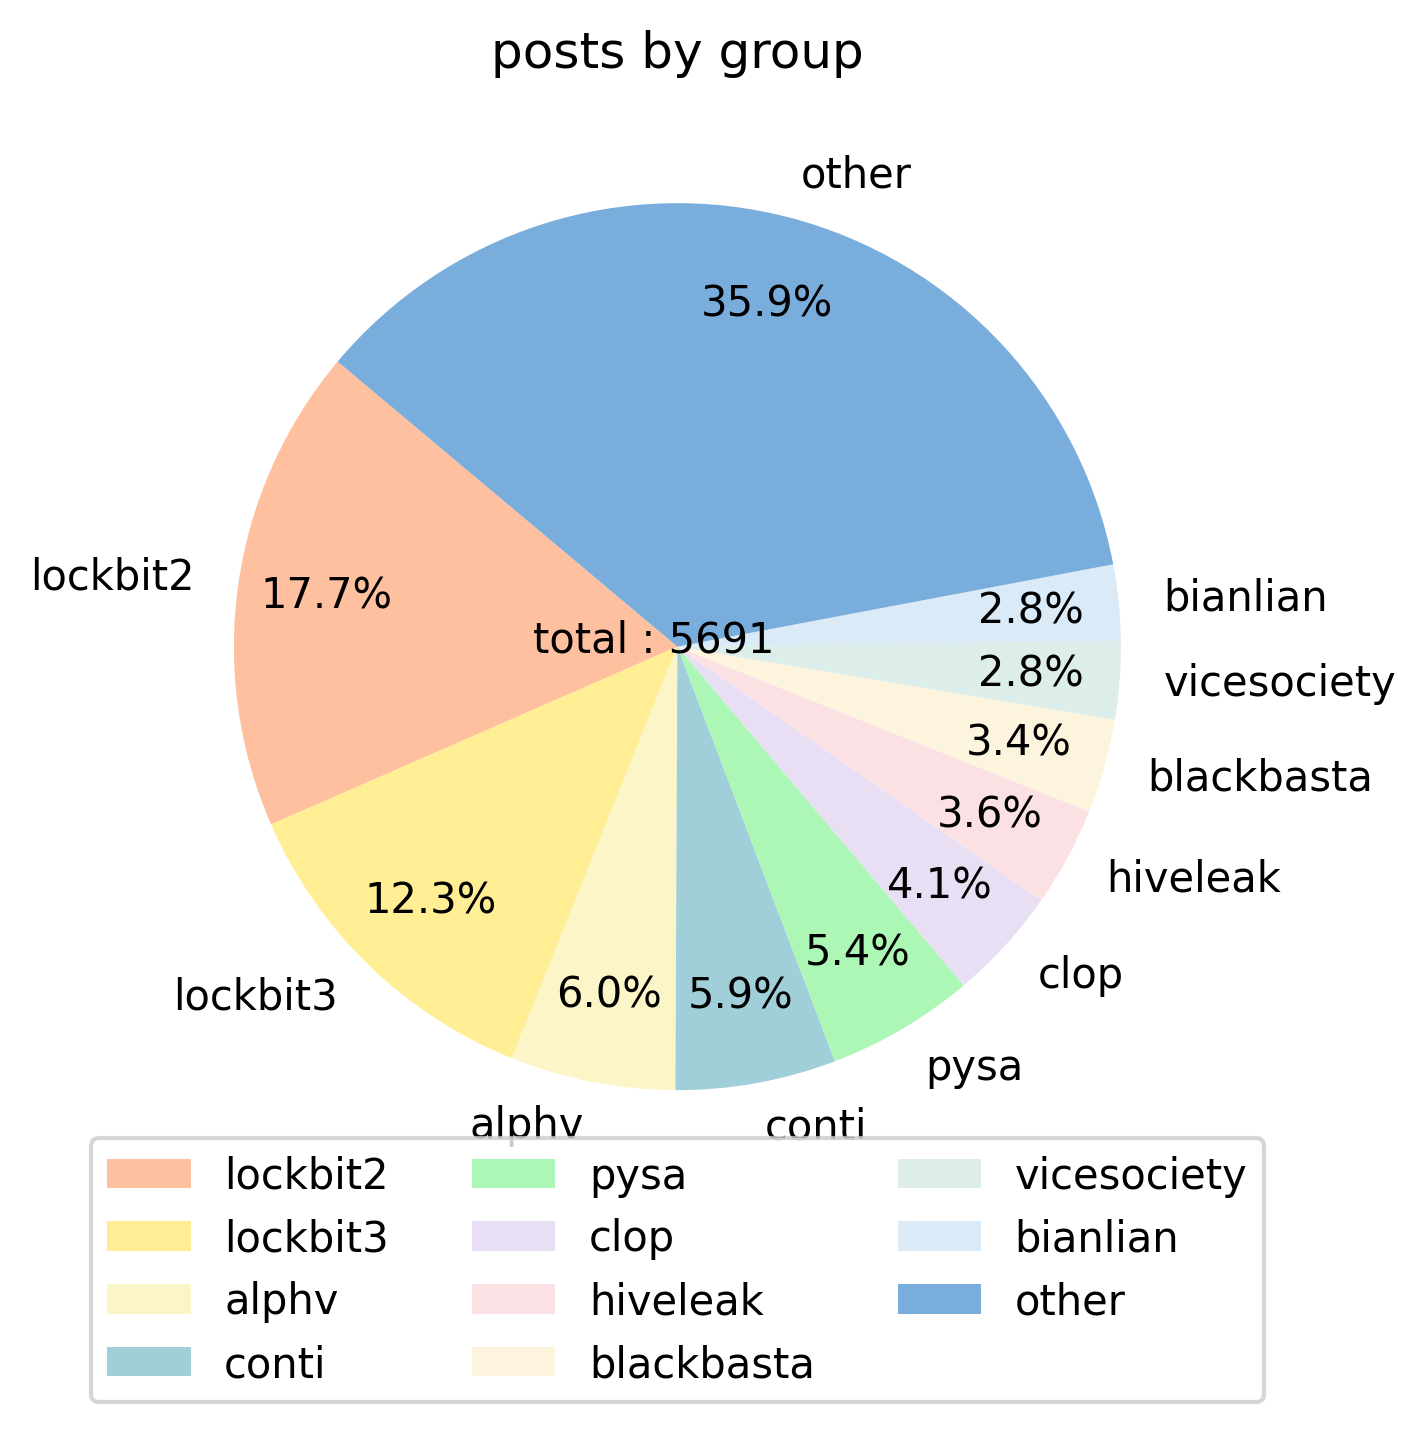 posts by group
other
35.9%
bianlian
2.8%
lockbit2
17.7%
total : 5691
2.8%
vicesociety
3.4%
blackbasta
3.6%
hiveleak
12.3%
4.1%
clop
5.4%
lockbit3
6.0%
5.9%
pysa
alphv
conti
lockbit2
lockbit3
alphv
conti
pysa
clop
hiveleak
blackbasta
vicesociety
bianlian
other